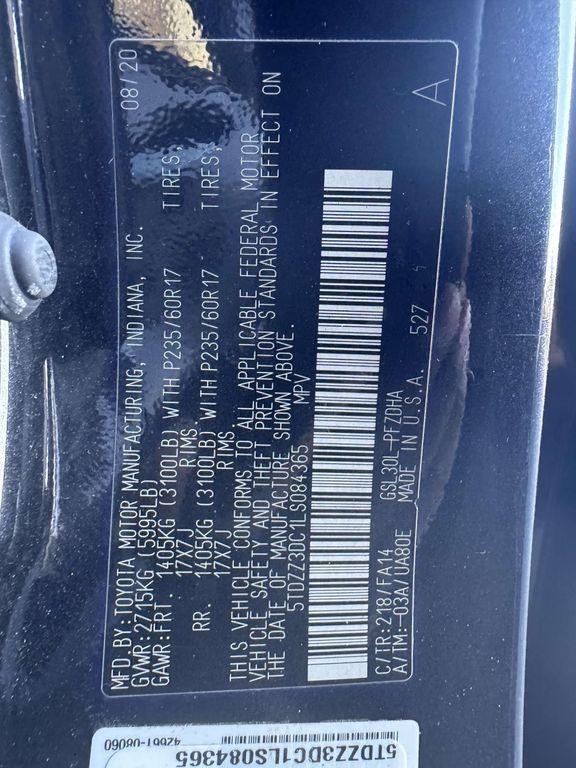 MFD.BY:TOYOTA MOTOR MANUFACTURING, INDIANA, INC. 08/20
GVWR:2715KG (5995LB)
GAWR:FRT. 1405KG (3100LB) WITH P235/60R17 TIRES,
17X7J RIMS
RR. 1405KG (3100LB) WITH P235/60R17 TIRES,
17X7J RIMS
THIS VEHICLE CONFORMS TO ALL APPLICABLE FEDERAL MOTOR
VEHICLE SAFETY AND THEFT PREVENTION STANDARDS IN EFFECT ON
THE DATE OF MANUFACTURE SHOWN ABOVE.
5TDZZ3DC1LS084365 MPV
C/TR:218/FA14 GSL30L-PFZDHA A
A/TM:-03A/UA80E MADE IN U.S.A. 527
42661-08060
5TDZZ3DC1LS084365